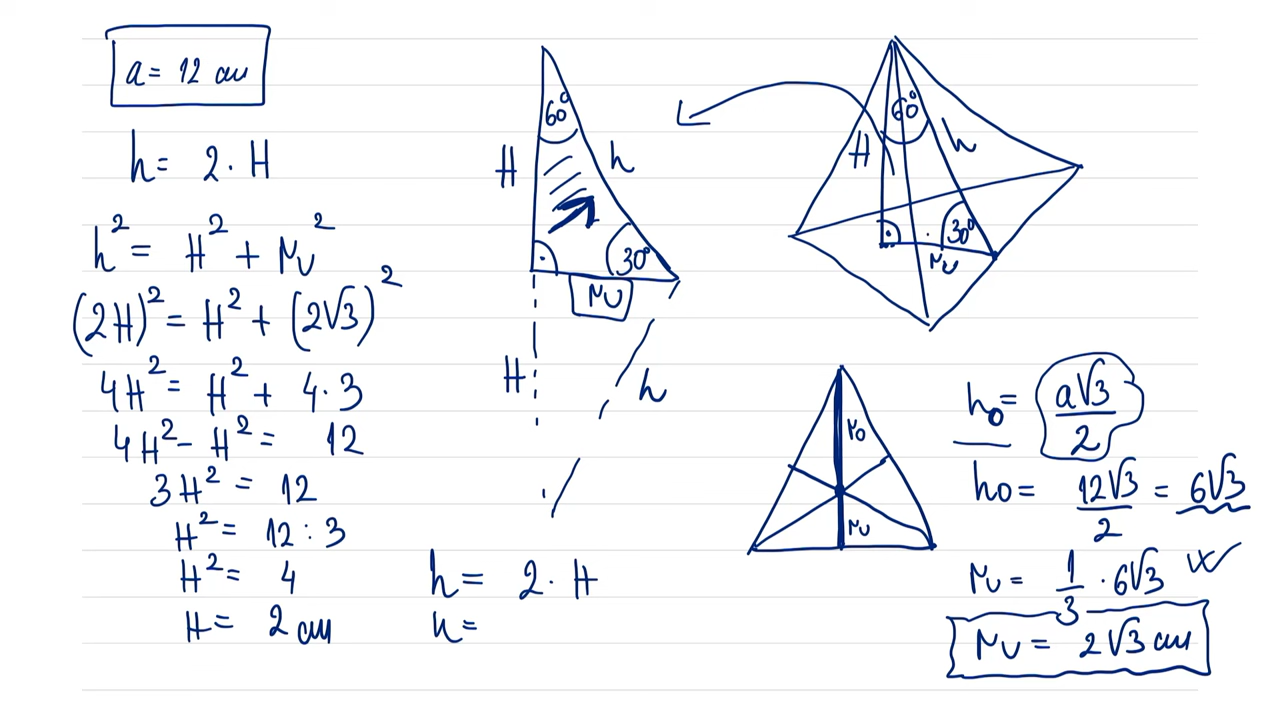 a = 12 cm
h = 2 · H
h² = H² + ru²
(2H)² = H² + (2√3)²
4H² = H² + 4·3
4H² - H² = 12
3H² = 12
H² = 12 : 3
H² = 4
H = 2 cm
60°
H
h
30°
ru
H
h
h = 2 · H
h =
60°
H
h
30°
ru
ro
ru
ho = a√3/2
ho = 12√3/2 = 6√3
ru = 1/3 · 6√3
ru = 2√3 cm